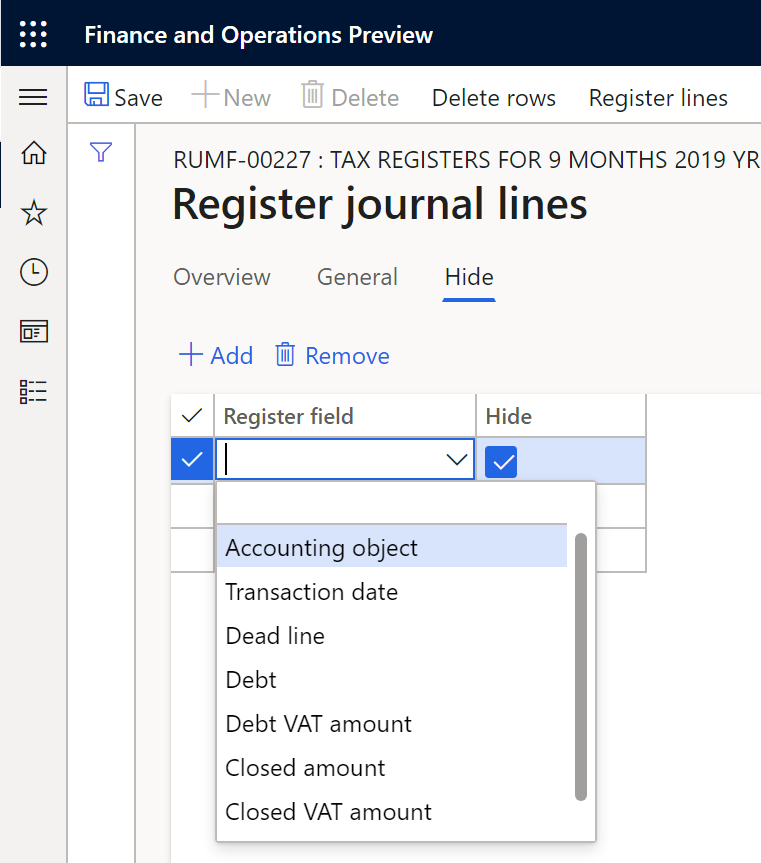 Finance and Operations Preview
Save New Delete Delete rows Register lines
RUMF-00227 : TAX REGISTERS FOR 9 MONTHS 2019 YR
Register journal lines
Overview General Hide
Add Remove
Register field Hide
Accounting object
Transaction date
Dead line
Debt
Debt VAT amount
Closed amount
Closed VAT amount